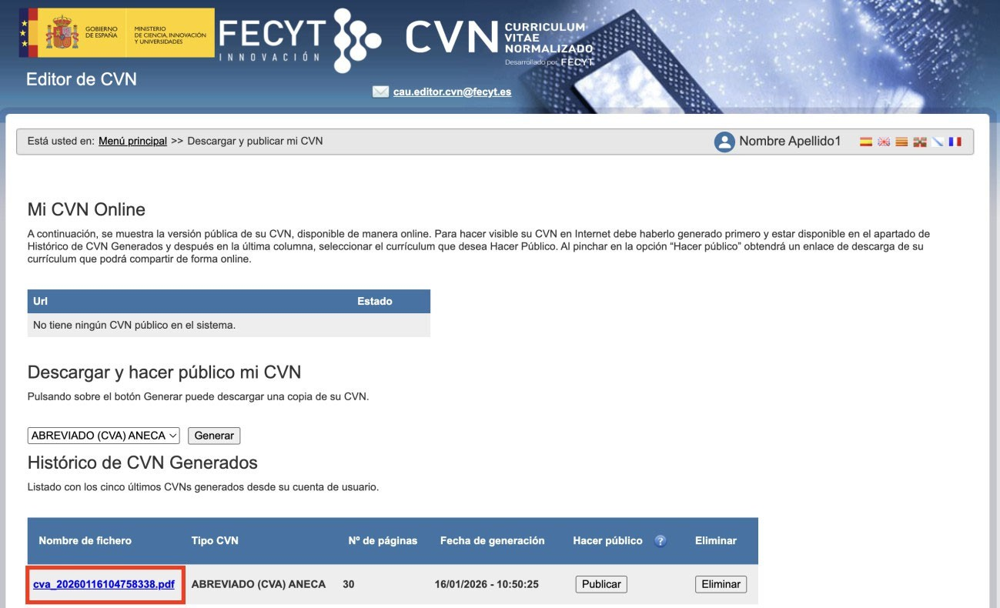 GOBIERNO
DE ESPAÑA
MINISTERIO
DE CIENCIA, INNOVACIÓN
Y UNIVERSIDADES
FECYT
INNOVACIÓN
CVN
CURRICULUM
VITAE
NORMALIZADO
Desarrollado por FECYT
Editor de CVN
cau.editor.cvn@fecyt.es
Está usted en: Menú principal >> Descargar y publicar mi CVN
Nombre Apellido1
Mi CVN Online
A continuación, se muestra la versión pública de su CVN, disponible de manera online. Para hacer visible su CVN en Internet debe haberlo generado primero y estar disponible en el apartado de
Histórico de CVN Generados y después en la última columna, seleccionar el currículum que desea Hacer Público. Al pinchar en la opción “Hacer público” obtendrá un enlace de descarga de su
currículum que podrá compartir de forma online.
Url Estado
No tiene ningún CVN público en el sistema.
Descargar y hacer público mi CVN
Pulsando sobre el botón Generar puede descargar una copia de su CVN.
ABREVIADO (CVA) ANECA Generar
Histórico de CVN Generados
Listado con los cinco últimos CVNs generados desde su cuenta de usuario.
Nombre de fichero Tipo CVN Nº de páginas Fecha de generación Hacer público ? Eliminar
cva_20260116104758338.pdf ABREVIADO (CVA) ANECA 30 16/01/2026 - 10:50:25 Publicar Eliminar